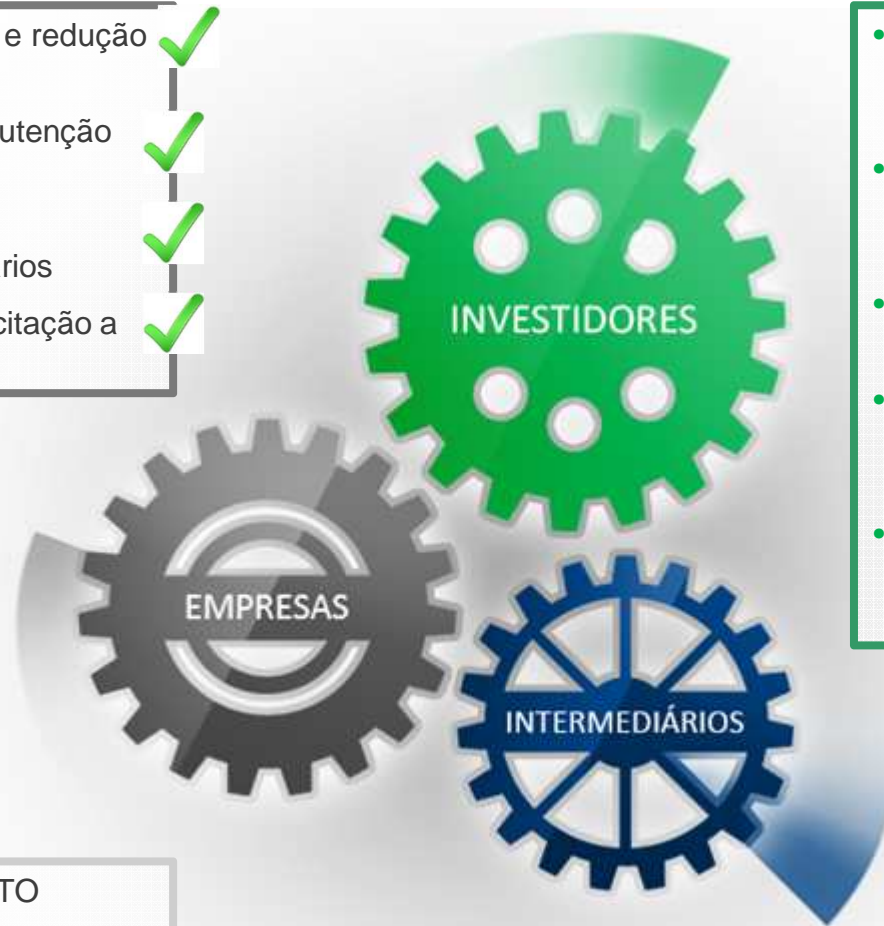 e redução
utenção
rios
citação a
INVESTIDORES
EMPRESAS
INTERMEDIÁRIOS
TO